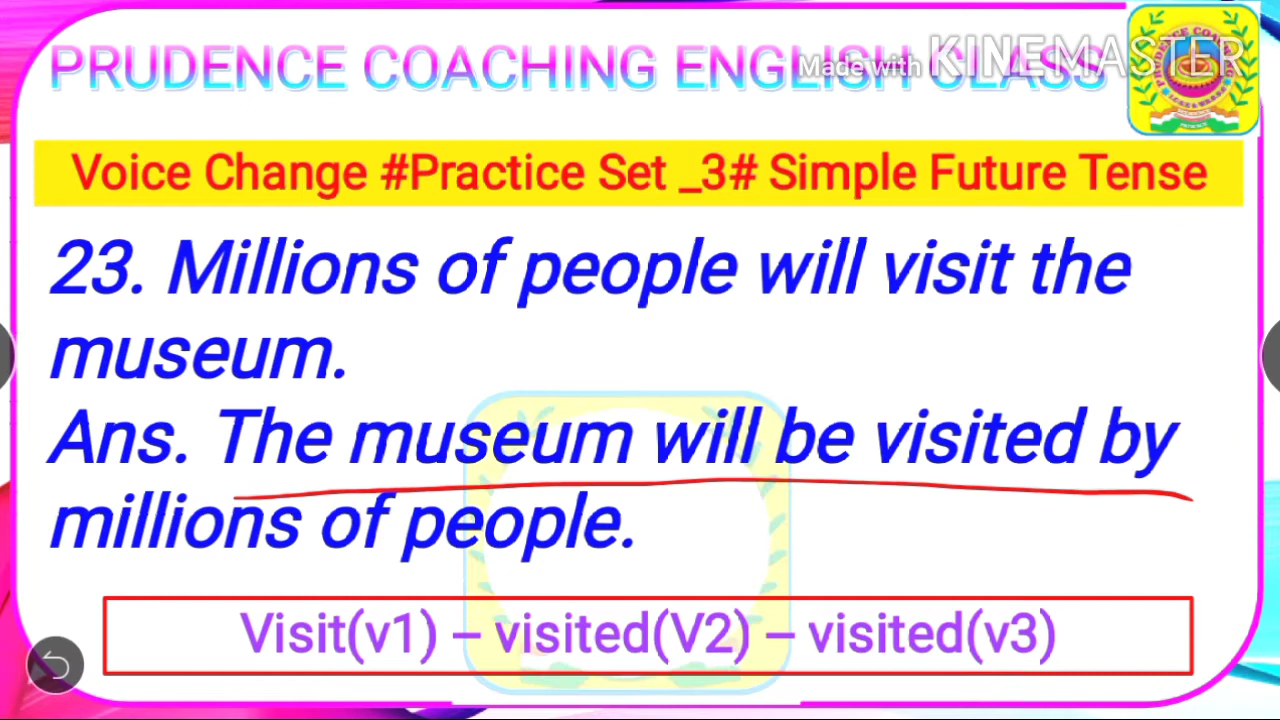 PRUDENCE COACHING ENGLISH CLASS
Made with KINEMASTER
Voice Change #Practice Set _3# Simple Future Tense
23. Millions of people will visit the
museum.
Ans. The museum will be visited by
millions of people.
Visit(v1) – visited(V2) – visited(v3)